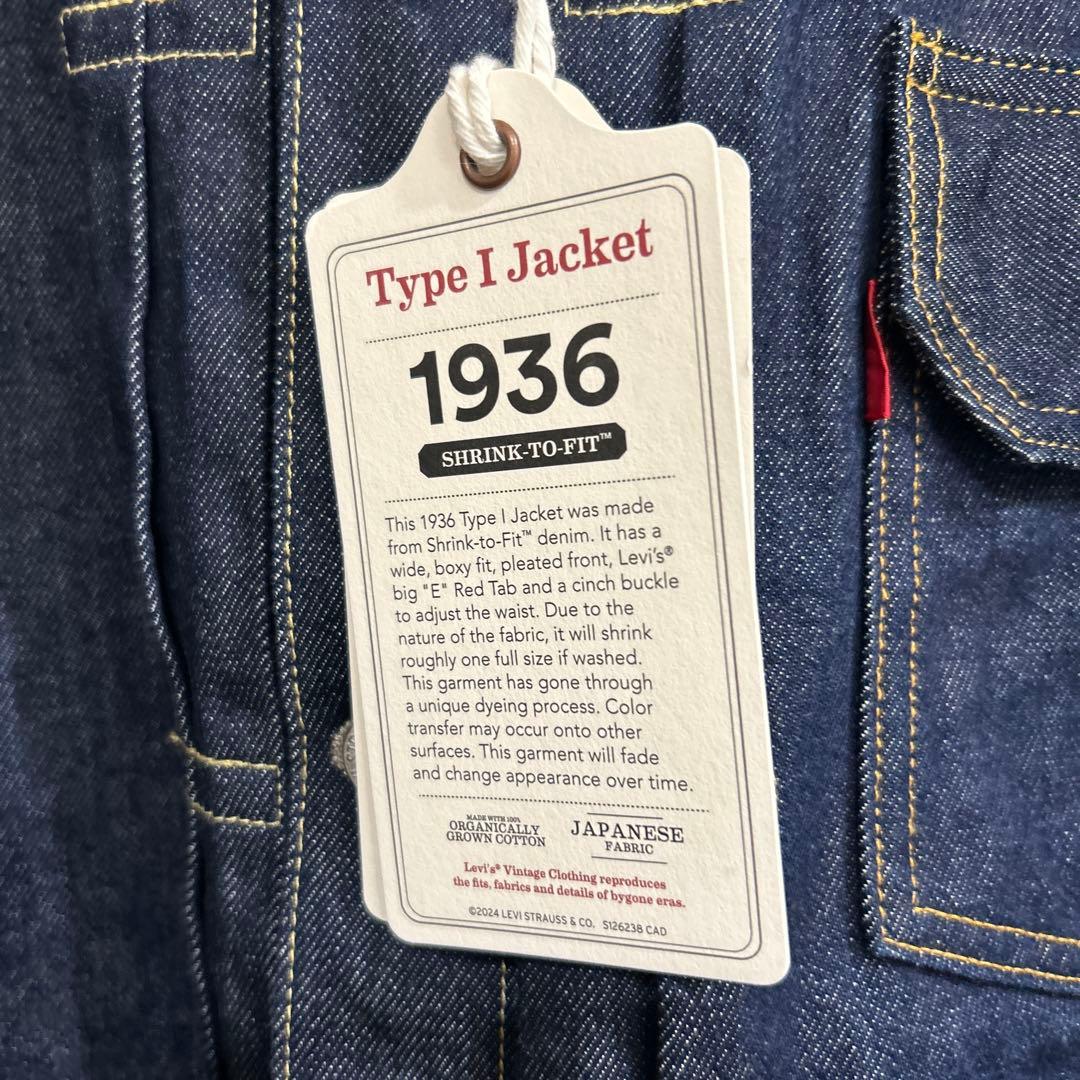 Type I Jacket
1936
SHRINK-TO-FIT™
This 1936 Type I Jacket was made
from Shrink-to-Fit™ denim. It has a
wide, boxy fit, pleated front, Levi's®
big "E" Red Tab and a cinch buckle
to adjust the waist. Due to the
nature of the fabric, it will shrink
roughly one full size if washed.
This garment has gone through
a unique dyeing process. Color
transfer may occur onto other
surfaces. This garment will fade
and change appearance over time.
MADE WITH 100%
ORGANICALLY
GROWN COTTON
JAPANESE
FABRIC
Levi's® Vintage Clothing reproduces
the fits, fabrics and details of bygone eras.
©2024 LEVI STRAUSS & CO. S126238 CAD